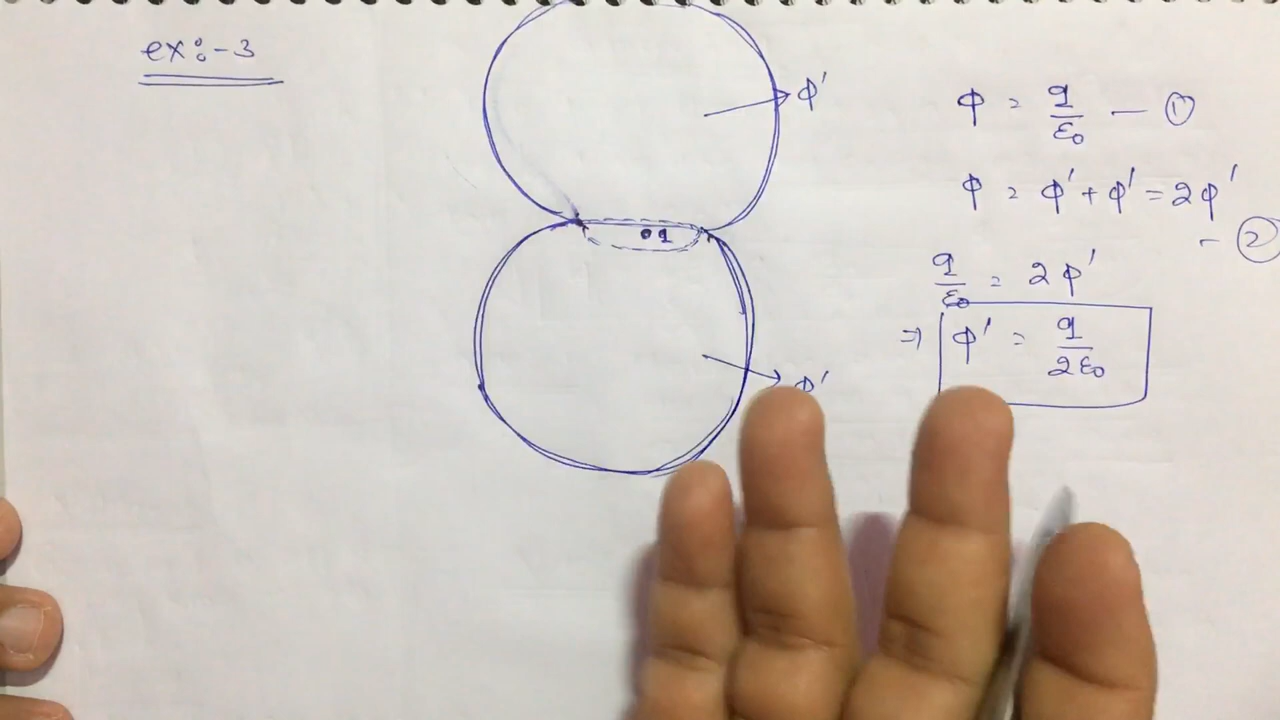 ex:-3
ϕ'
ϕ = q/ε₀ — ①
ϕ = ϕ' + ϕ' = 2ϕ'
- ②
q
q/ε₀ = 2ϕ'
⇒ ϕ' = q/2ε₀
ϕ'